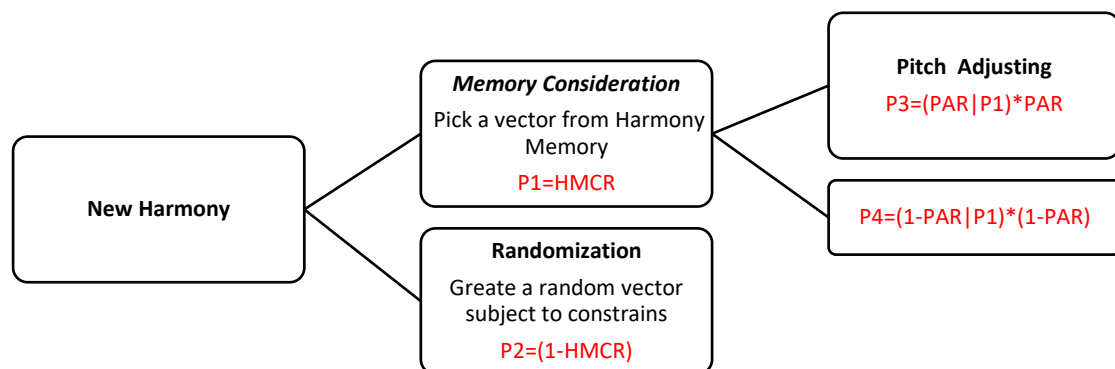 New Harmony
Memory Consideration
Pick a vector from Harmony
Memory
P1=HMCR
Randomization
Greate a random vector
subject to constrains
P2=(1-HMCR)
Pitch Adjusting
P3=(PAR|P1)*PAR
P4=(1-PAR|P1)*(1-PAR)